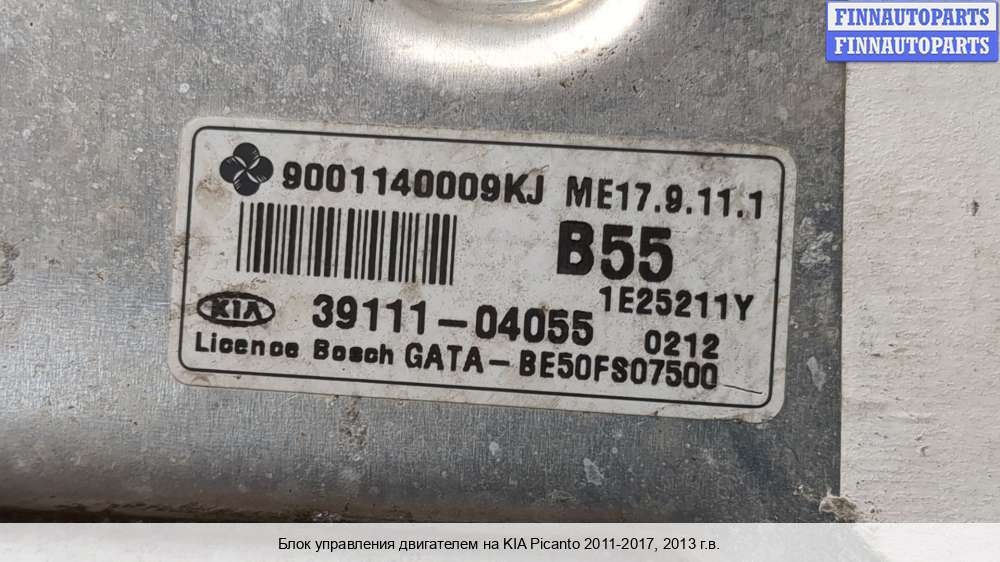 FINNAUTOPARTS
FINNAUTOPARTS
9001140009KJ ME17.9.11.1
B55
1E25211Y
KIA 39111-04055 0212
Licence Bosch GATA-BE50FS07500
Блок управления двигателем на KIA Picanto 2011-2017, 2013 г.в.